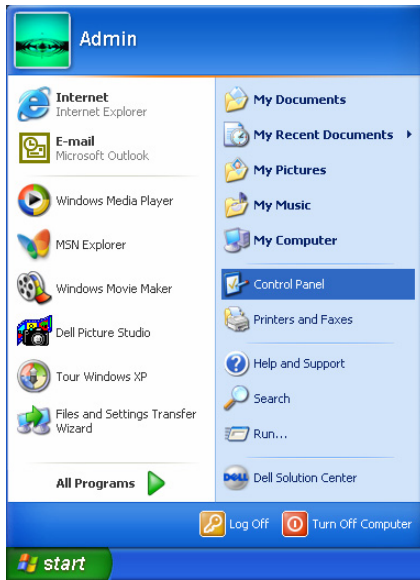 Admin
Internet
Internet Explorer
E-mail
Microsoft Outlook
Windows Media Player
MSN Explorer
Windows Movie Maker
Dell Picture Studio
Tour Windows XP
Files and Settings Transfer
Wizard
All Programs
My Documents
My Recent Documents
My Pictures
My Music
My Computer
Control Panel
Printers and Faxes
Help and Support
Search
Run...
DELL Dell Solution Center
Log Off Turn Off Computer
start